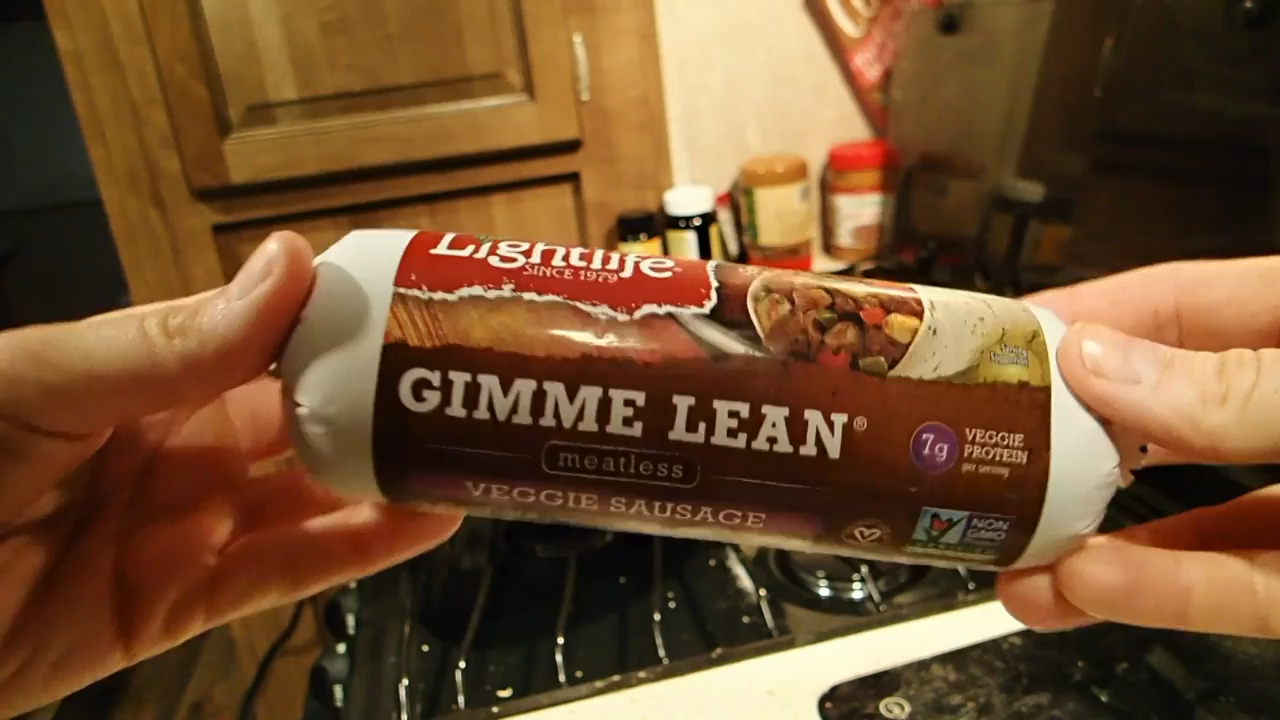 Lightlife®
SINCE 1979
GIMME LEAN®
meatless
VEGGIE SAUSAGE
7g
VEGGIE
PROTEIN
per serving
NON
GMO